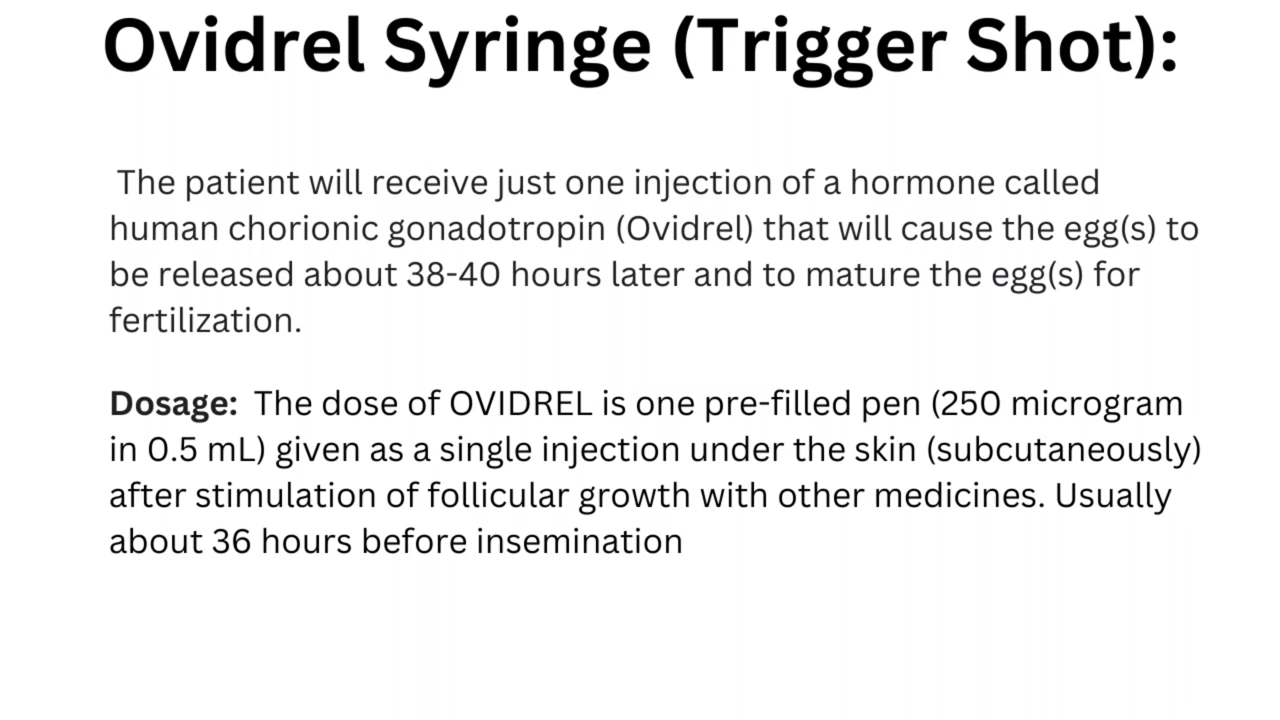 Ovidrel Syringe (Trigger Shot):
The patient will receive just one injection of a hormone called
human chorionic gonadotropin (Ovidrel) that will cause the egg(s) to
be released about 38-40 hours later and to mature the egg(s) for
fertilization.
Dosage: The dose of OVIDREL is one pre-filled pen (250 microgram
in 0.5 mL) given as a single injection under the skin (subcutaneously)
after stimulation of follicular growth with other medicines. Usually
about 36 hours before insemination